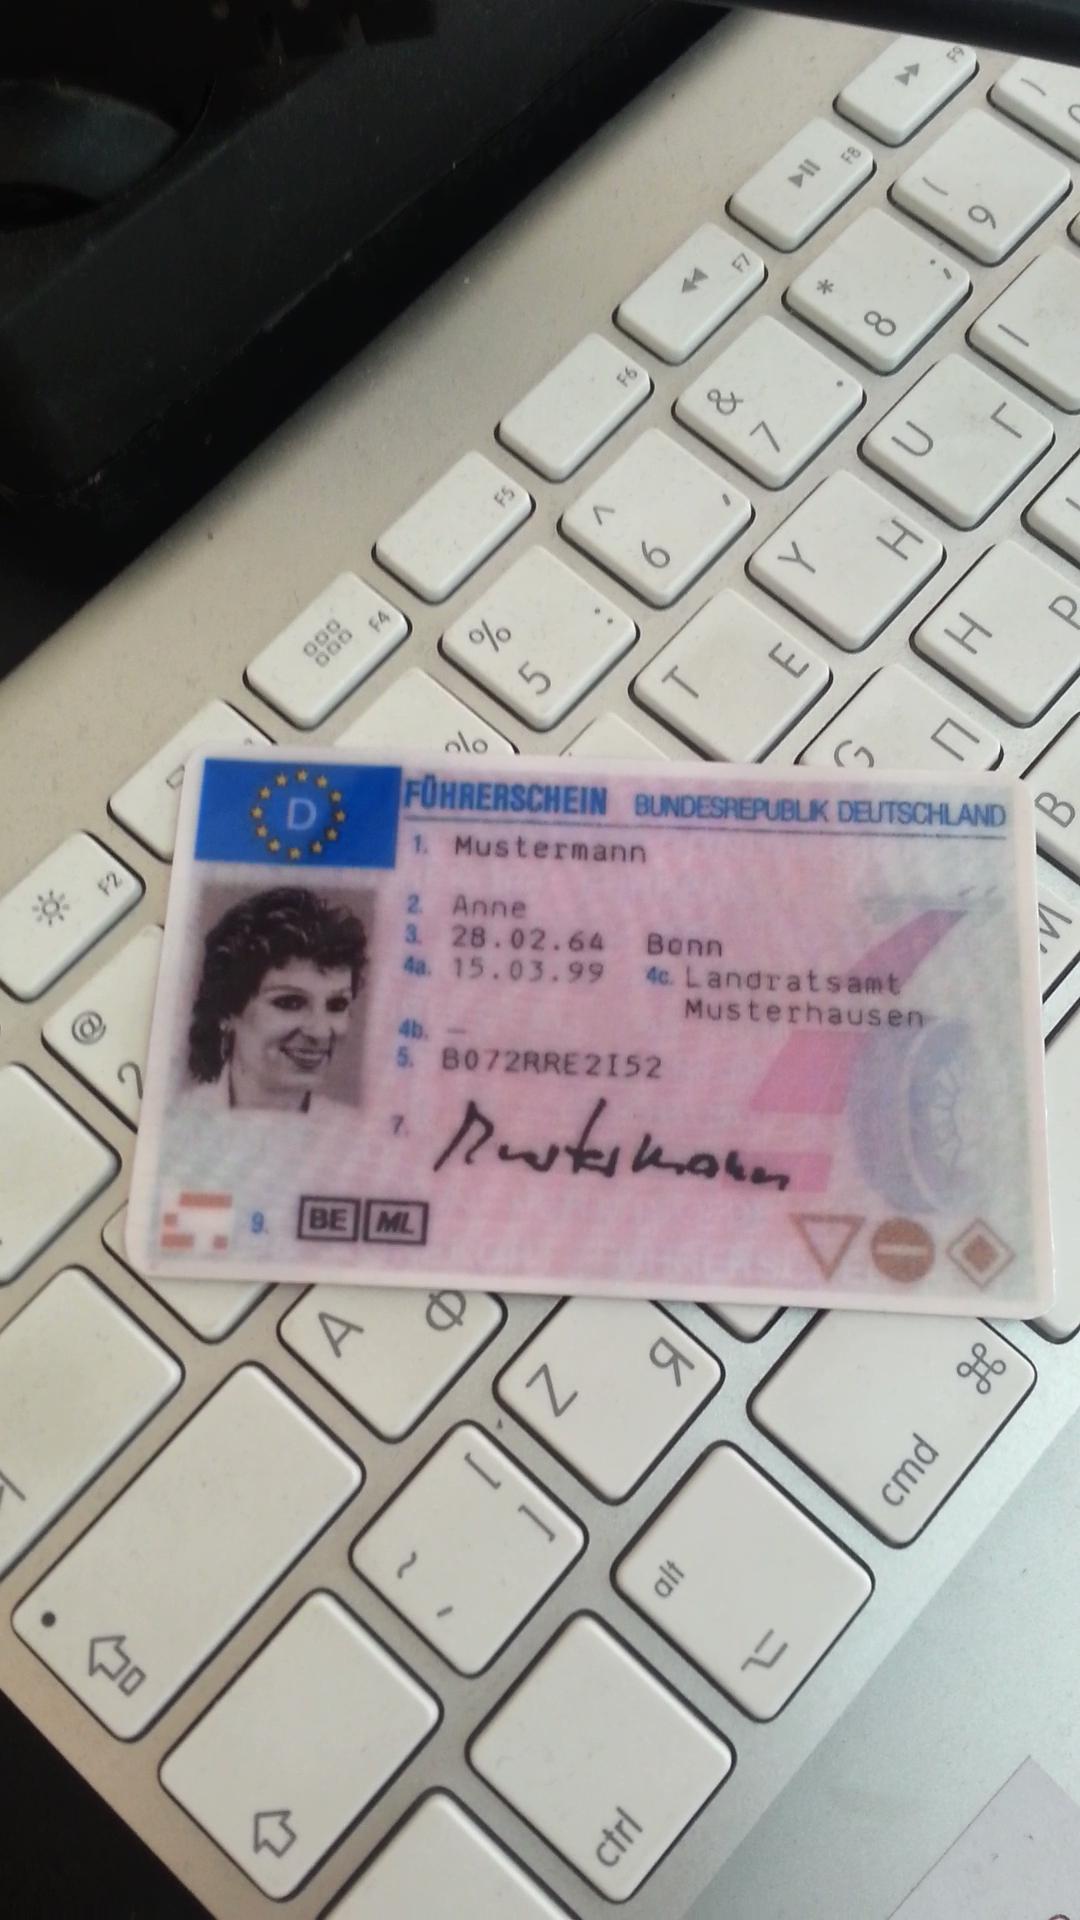 F9
F8
( 9
F7
* 8 ; ,
I
F6
& 7 .
U Г
F5
^ 6 ,
Y Н
F4
% 5 :
T Е
H Р
%
G П
В
F2
М
@ 2
D
FÜHRERSCHEIN BUNDESREPUBLIK DEUTSCHLAND
1. Mustermann
2. Anne
3. 28.02.64 Bonn
4a. 15.03.99 4c. Landratsamt
Musterhausen
4b. —
5. B072RRE2I52
7. Mustermann
9. BE ML
A Ф
Z Я
cmd ⌘
[ ]
~ `
alt ⌥
ctrl